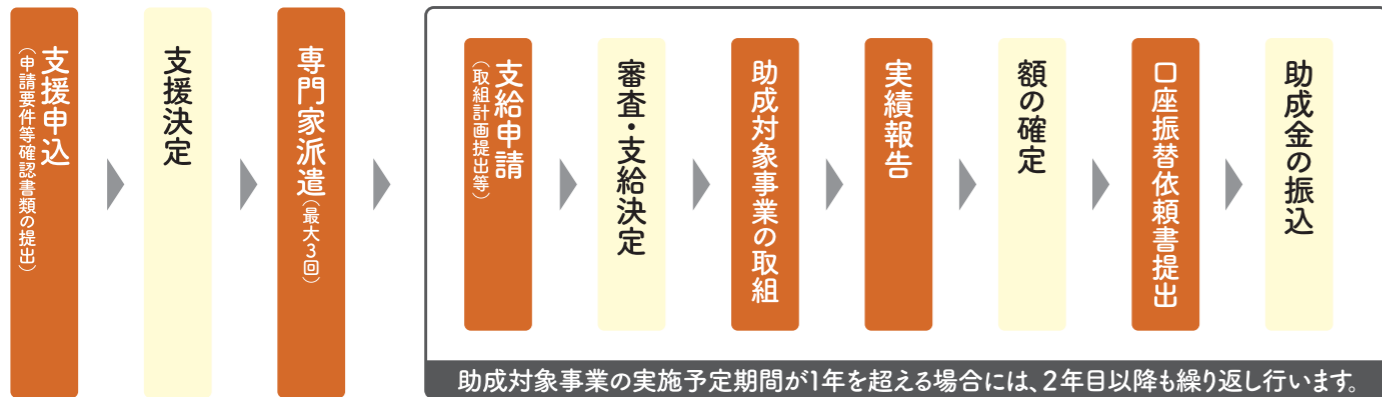 支援申込
（申請要件等確認書類の提出）
支援決定
専門家派遣（最大3回）
支給申請
（取組計画提出等）
審査・支給決定
助成対象事業の取組
実績報告
額の確定
口座振替依頼書提出
助成金の振込
助成対象事業の実施予定期間が1年を超える場合には、2年目以降も繰り返し行います。